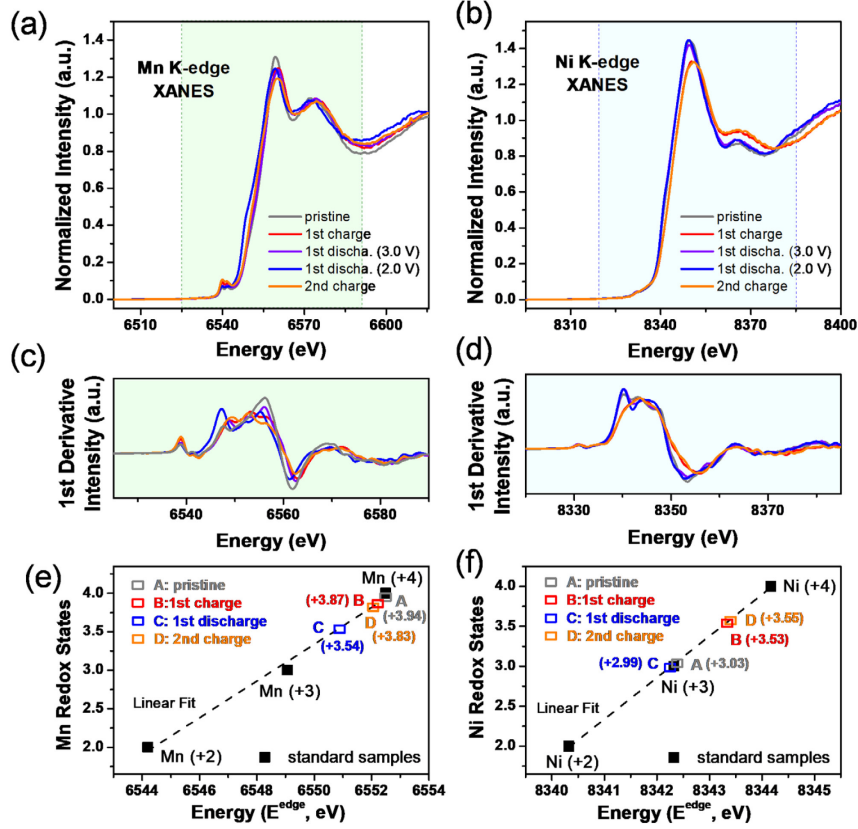 (a)
1.4
1.2
1.0
0.8
0.6
0.4
0.2
0.0
Normalized Intensity (a.u.)
Mn K-edge
XANES
pristine
1st charge
1st discha. (3.0 V)
1st discha. (2.0 V)
2nd charge
6510
6540
6570
6600
Energy (eV)
(b)
1.4
1.2
1.0
0.8
0.6
0.4
0.2
0.0
Normalized Intensity (a.u.)
Ni K-edge
XANES
pristine
1st charge
1st discha. (3.0 V)
1st discha. (2.0 V)
2nd charge
8310
8340
8370
8400
Energy (eV)
(c)
1st Derivative
Intensity (a.u.)
6540
6560
6580
Energy (eV)
(d)
1st Derivative
Intensity (a.u.)
8330
8350
8370
Energy (eV)
(e)
4.0
3.5
3.0
2.5
2.0
Mn Redox States
A: pristine
B:1st charge
C: 1st discharge
D: 2nd charge
Mn (+4)
(+3.87) B
A
(+3.94)
D
(+3.83)
C
(+3.54)
Mn (+3)
Linear Fit
Mn (+2)
standard samples
6544
6546
6548
6550
6552
6554
Energy (E^edge, eV)
(f)
4.0
3.5
3.0
2.5
2.0
Ni Redox States
A: pristine
B:1st charge
C: 1st discharge
D: 2nd charge
Ni (+4)
D (+3.55)
B (+3.53)
(+2.99) C
A (+3.03)
Ni (+3)
Linear Fit
Ni (+2)
standard samples
8340
8341
8342
8343
8344
8345
Energy (E^edge, eV)